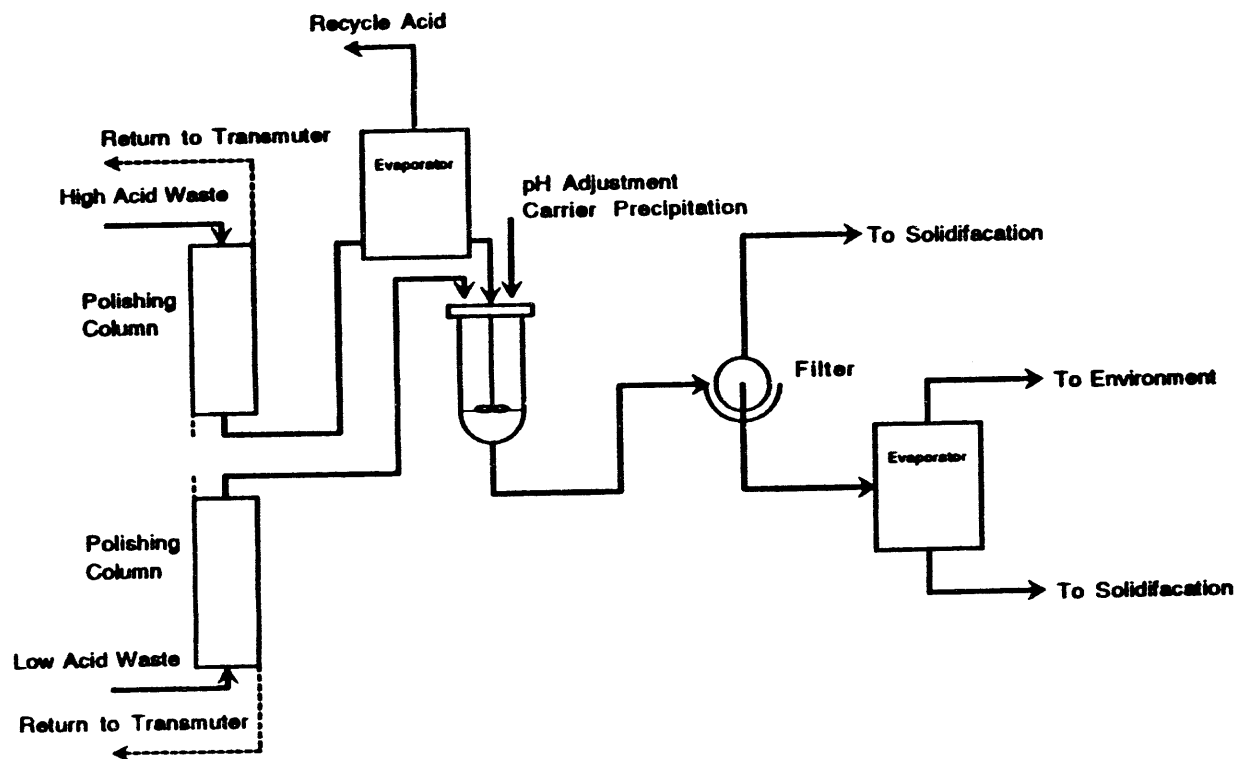 Recycle Acid
Return to Transmuter
Evaporator
High Acid Waste
pH Adjustment
Carrier Precipitation
To Solidifacation
Polishing
Column
Filter
To Environment
Evaporator
Polishing
Column
To Solidifacation
Low Acid Waste
Return to Transmuter